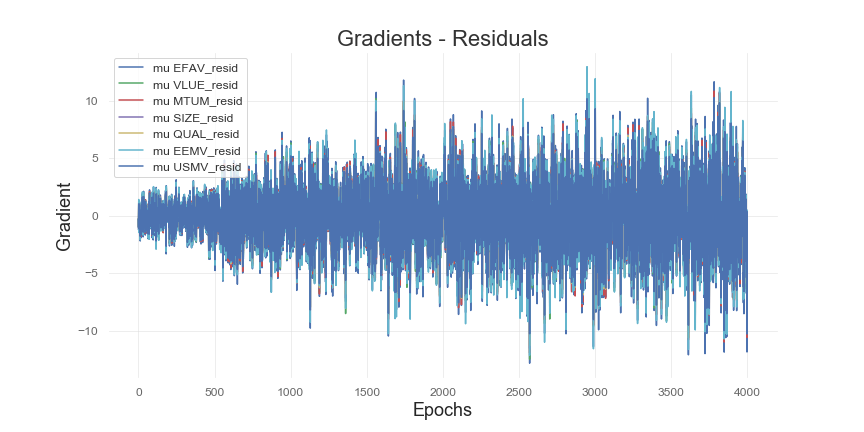 Gradients - Residuals
mu EFAV_resid
mu VLUE_resid
mu MTUM_resid
mu SIZE_resid
mu QUAL_resid
mu EEMV_resid
mu USMV_resid
10
5
0
−5
−10
Gradient
0 500 1000 1500 2000 2500 3000 3500 4000
Epochs